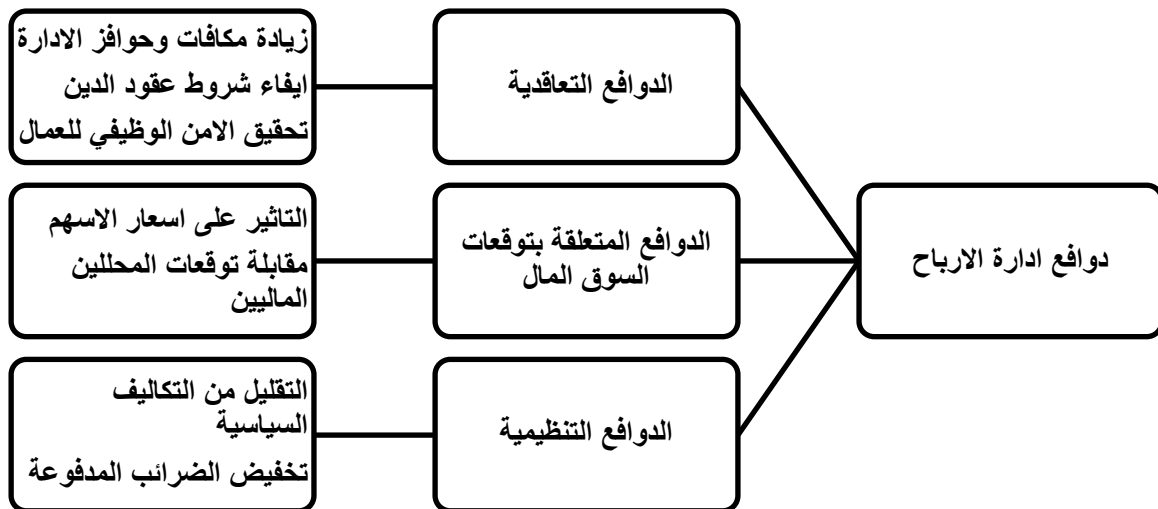 دوافع ادارة الارباح
الدوافع التعاقدية
زيادة مكافات وحوافز الادارة
ايفاء شروط عقود الدين
تحقيق الامن الوظيفي للعمال
الدوافع المتعلقة بتوقعات
السوق المال
التاثير على اسعار الاسهم
مقابلة توقعات المحللين
الماليين
الدوافع التنظيمية
التقليل من التكاليف
السياسية
تخفيض الضرائب المدفوعة